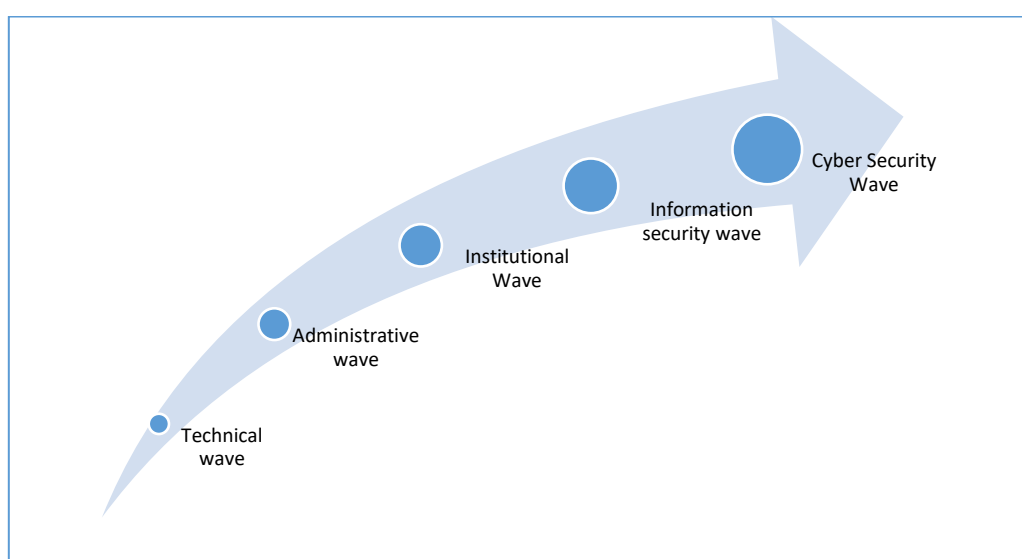 Technical
wave
Administrative
wave
Institutional
Wave
Information
security wave
Cyber Security
Wave